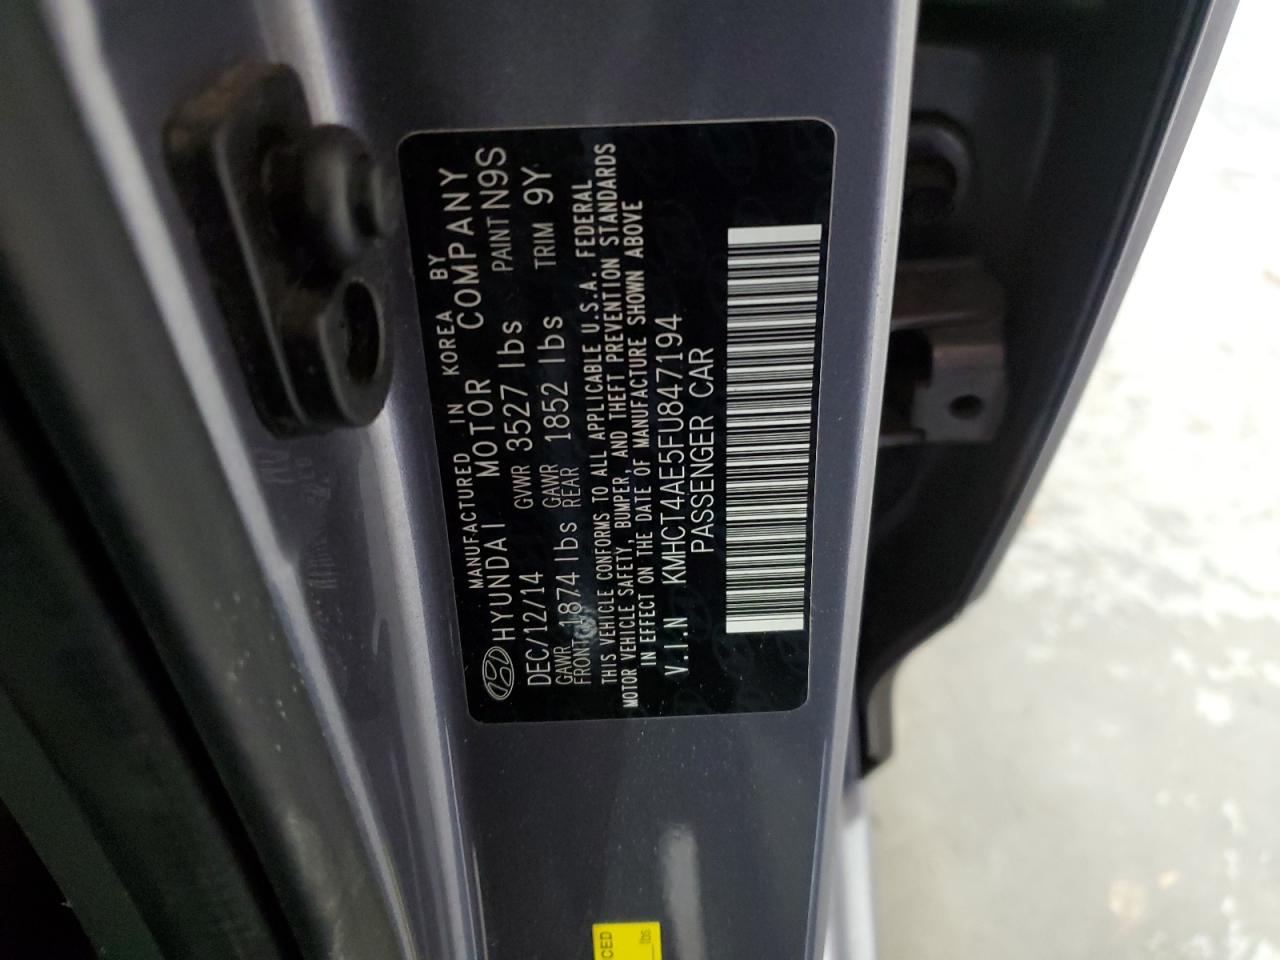 MANUFACTURED IN KOREA BY
HYUNDAI MOTOR COMPANY
DEC/12/14 GVWR 3527 lbs PAINT N9S
GAWR FRONT 1874 lbs GAWR REAR 1852 lbs TRIM 9Y
THIS VEHICLE CONFORMS TO ALL APPLICABLE U.S.A. FEDERAL
MOTOR VEHICLE SAFETY, BUMPER, AND THEFT PREVENTION STANDARDS
IN EFFECT ON THE DATE OF MANUFACTURE SHOWN ABOVE
V.I.N KMHCT4AE5FU847194
PASSENGER CAR
CED
lbs